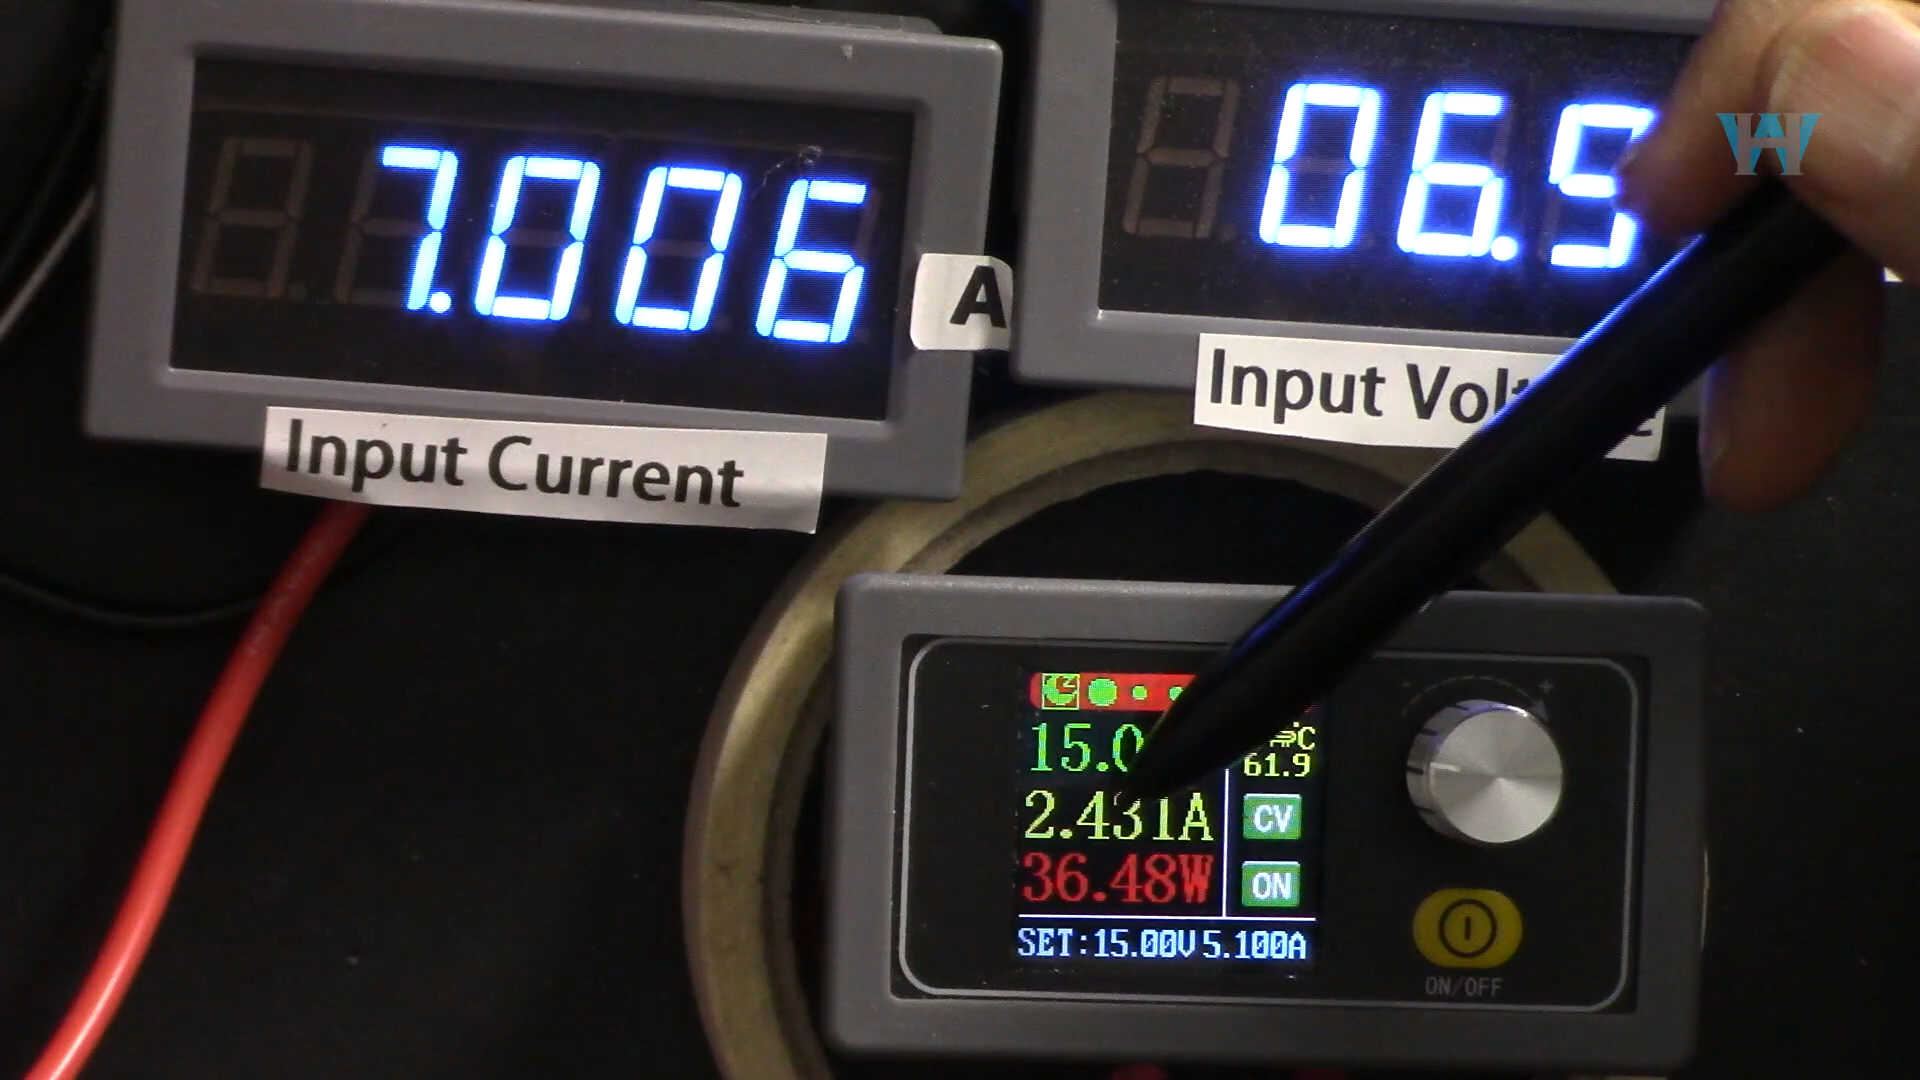 7.006
A
Input Current
06.5
Input
15.0
2.431A
36.48W
°C
61.9
CV
ON
SET:15.00V 5.100A
- +
ON/OFF